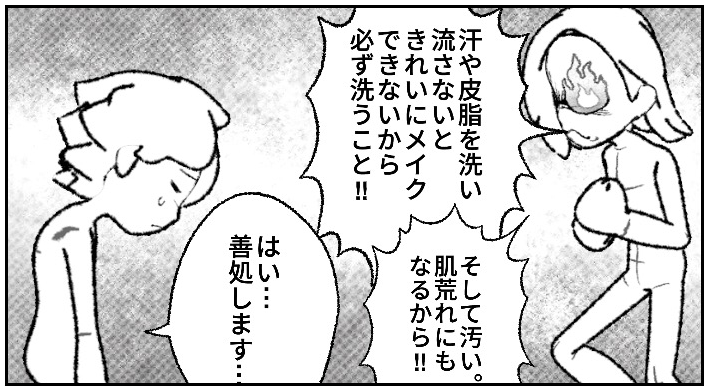 汗や皮脂を洗い
流さないと
きれいにメイク
できないから
必ず洗うこと!!
そして汚い。
肌荒れにも
なるから!!
はい…
善処します…